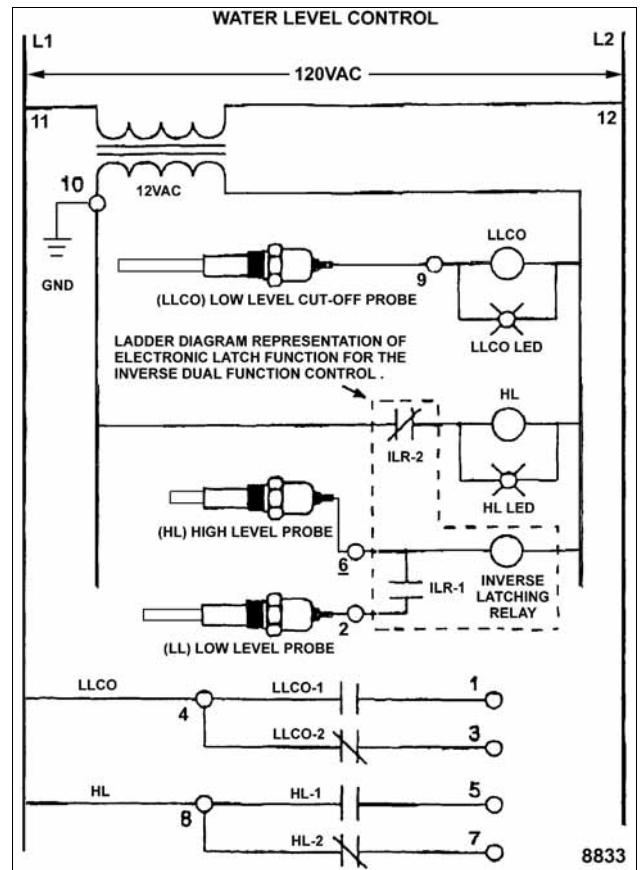 WATER LEVEL CONTROL
L1
L2
120VAC
11
12
10
12VAC
GND
LLCO
9
(LLCO) LOW LEVEL CUT-OFF PROBE
LLCO LED
LADDER DIAGRAM REPRESENTATION OF
ELECTRONIC LATCH FUNCTION FOR THE
INVERSE DUAL FUNCTION CONTROL .
HL
ILR-2
HL LED
(HL) HIGH LEVEL PROBE
6
ILR-1
INVERSE
LATCHING
RELAY
2
(LL) LOW LEVEL PROBE
LLCO
LLCO-1
1
4
LLCO-2
3
HL
HL-1
5
8
HL-2
7
8833